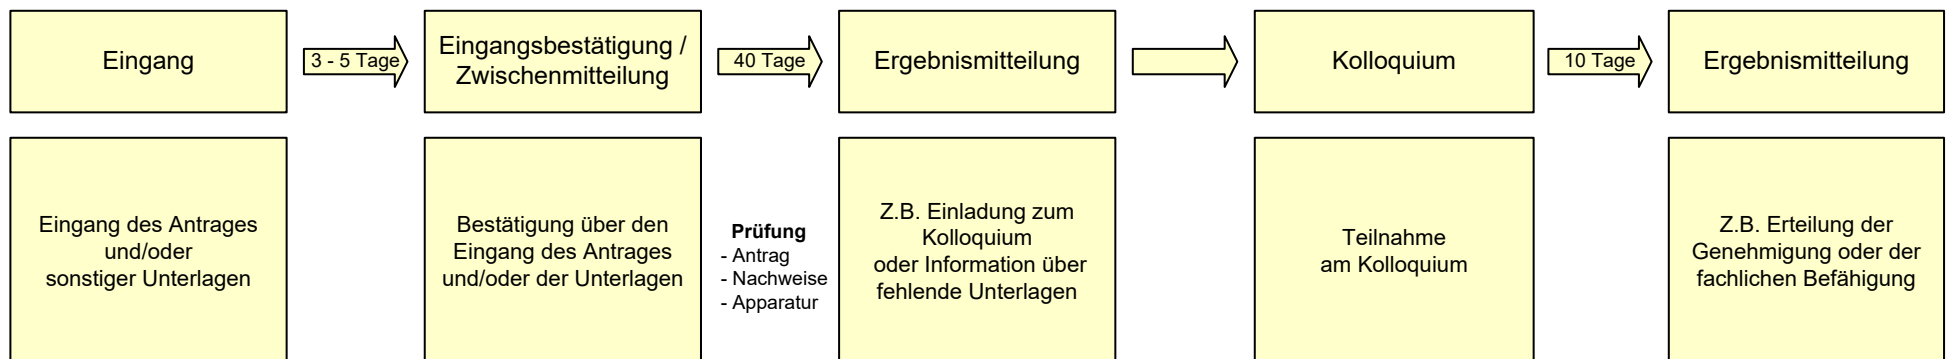 Eingang
3 - 5 Tage
Eingangsbestätigung /
Zwischenmitteilung
40 Tage
Ergebnismitteilung
Kolloquium
10 Tage
Ergebnismitteilung
Eingang des Antrages
und/oder
sonstiger Unterlagen
Bestätigung über den
Eingang des Antrages
und/oder der Unterlagen
Prüfung
- Antrag
- Nachweise
- Apparatur
Z.B. Einladung zum
Kolloquium
oder Information über
fehlende Unterlagen
Teilnahme
am Kolloquium
Z.B. Erteilung der
Genehmigung oder der
fachlichen Befähigung